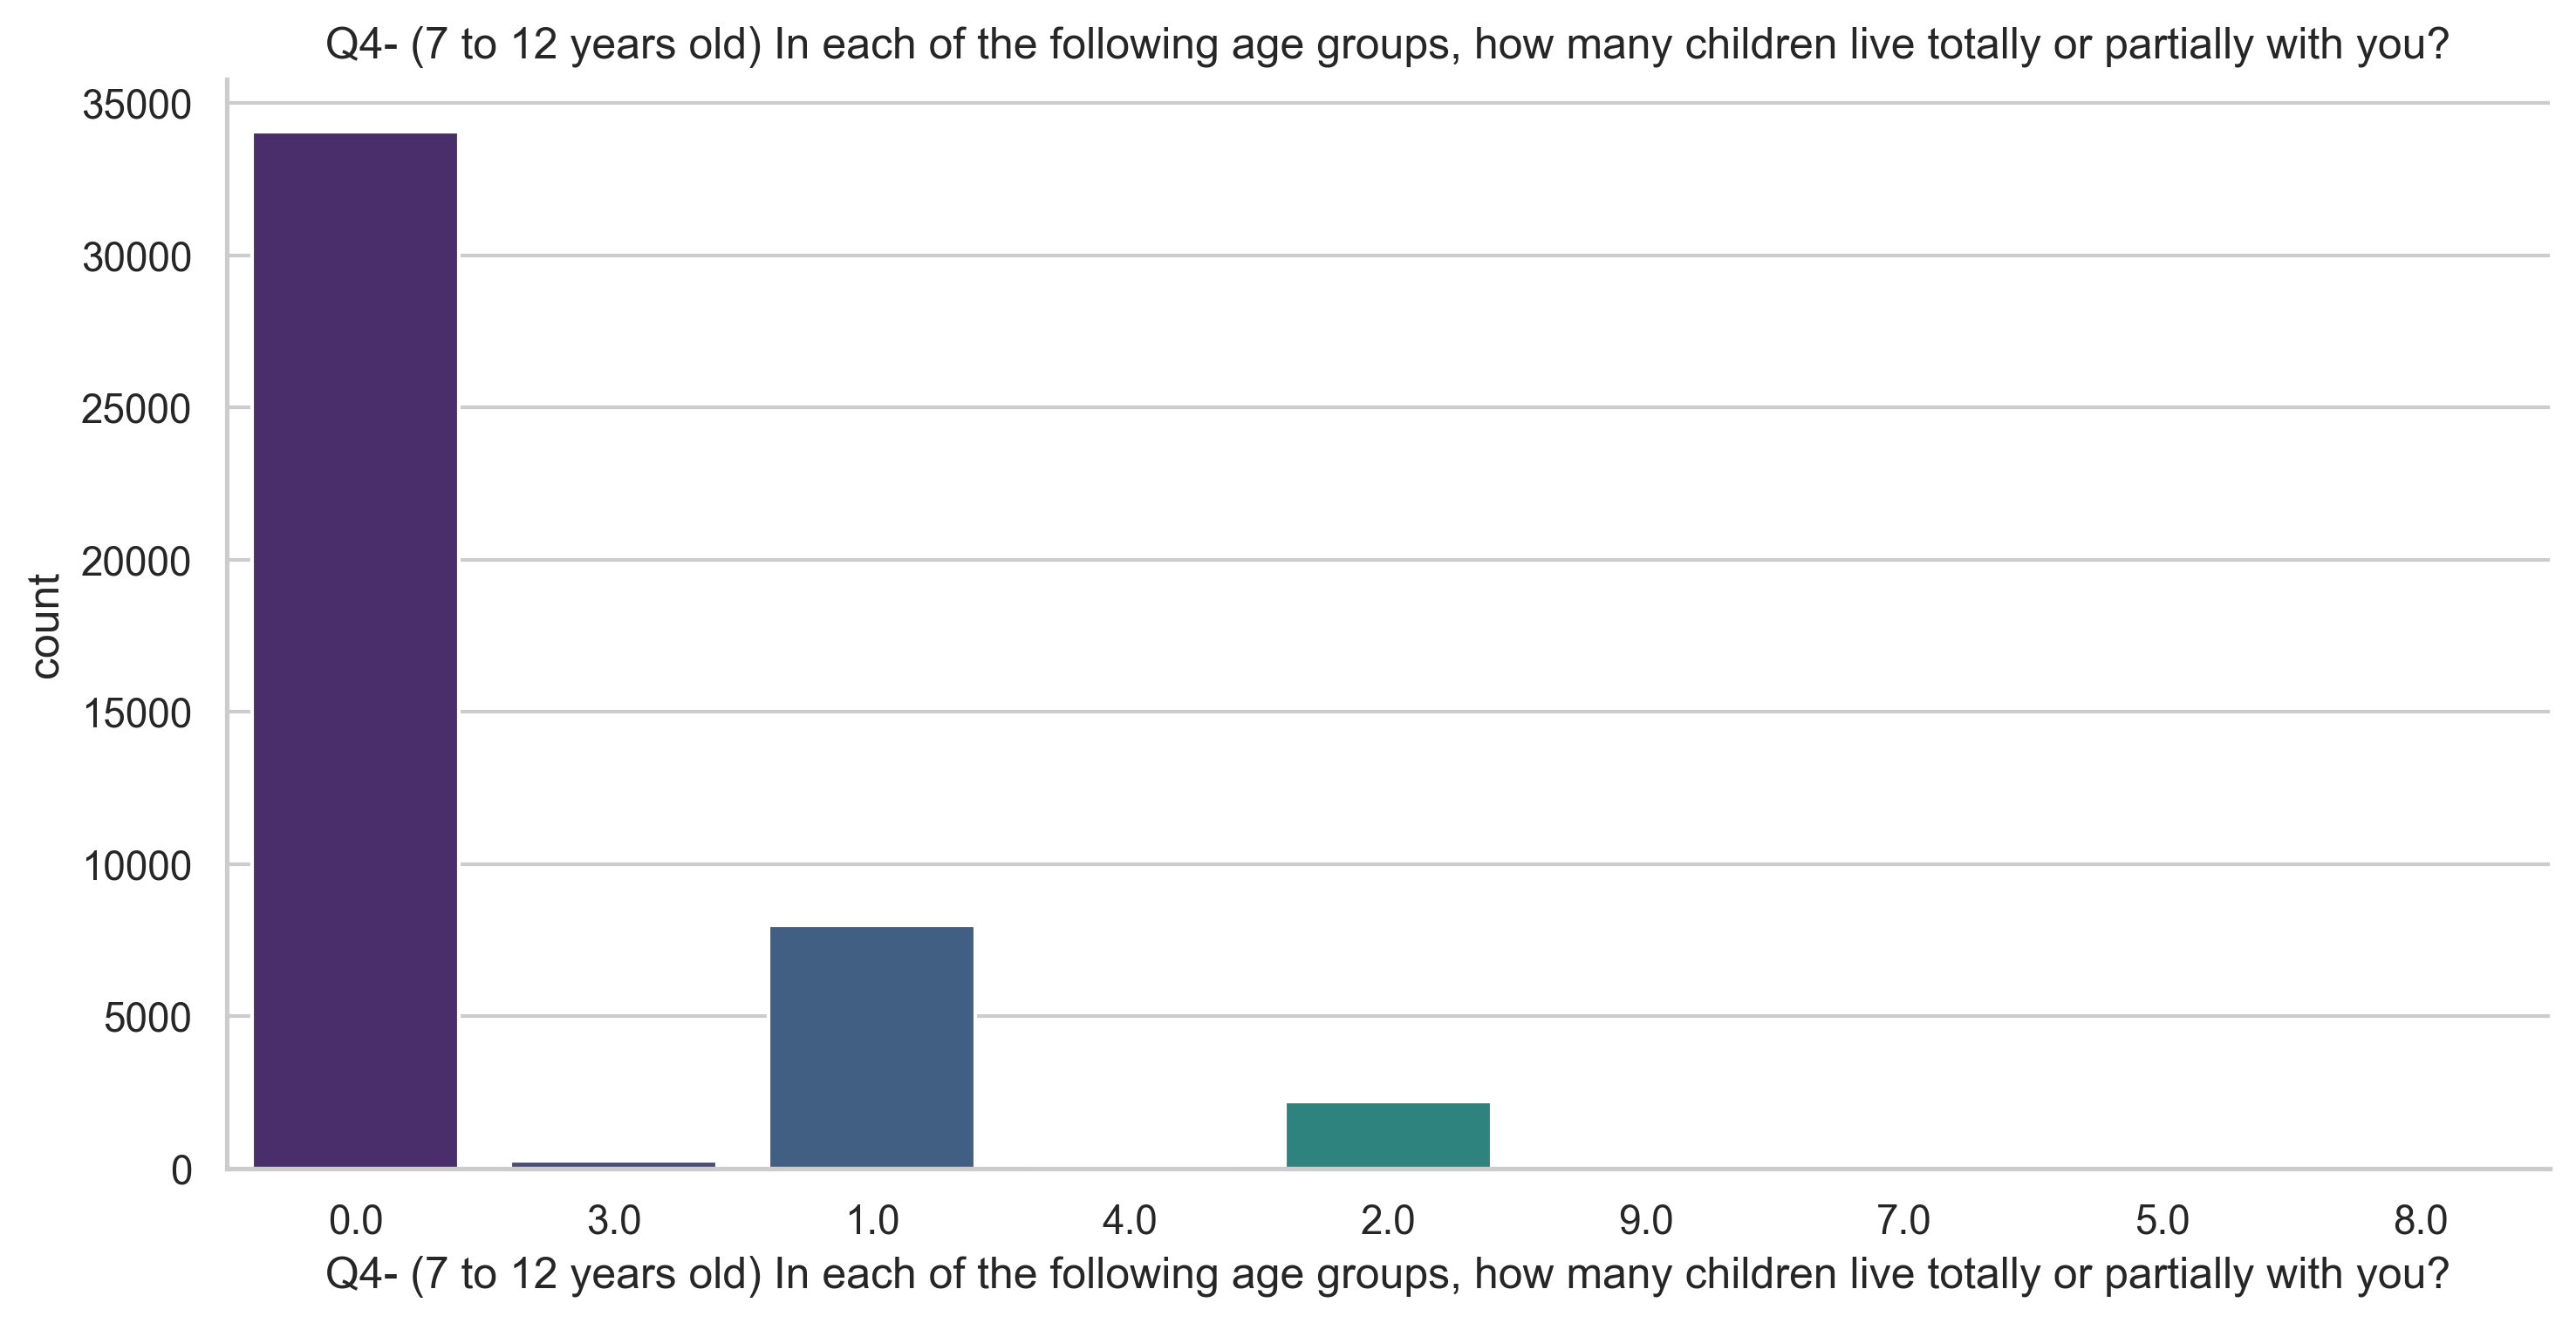 Q4- (7 to 12 years old) In each of the following age groups, how many children live totally or partially with you?
35000
30000
25000
20000
15000
10000
5000
0
count
0.0 3.0 1.0 4.0 2.0 9.0 7.0 5.0 8.0
Q4- (7 to 12 years old) In each of the following age groups, how many children live totally or partially with you?